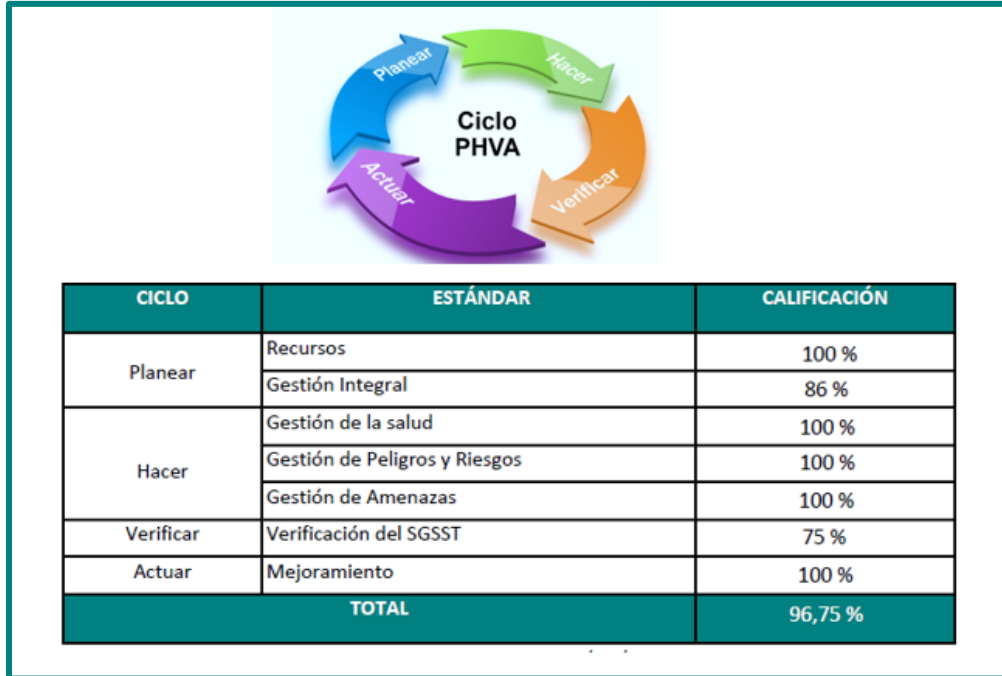 Planear
Hacer
Ciclo
PHVA
Actuar
Verificar
CICLO ESTÁNDAR CALIFICACIÓN
Planear
Recursos 100 %
Gestión Integral 86 %
Hacer
Gestión de la salud 100 %
Gestión de Peligros y Riesgos 100 %
Gestión de Amenazas 100 %
Verificar Verificación del SGSST 75 %
Actuar Mejoramiento 100 %
TOTAL 96,75 %